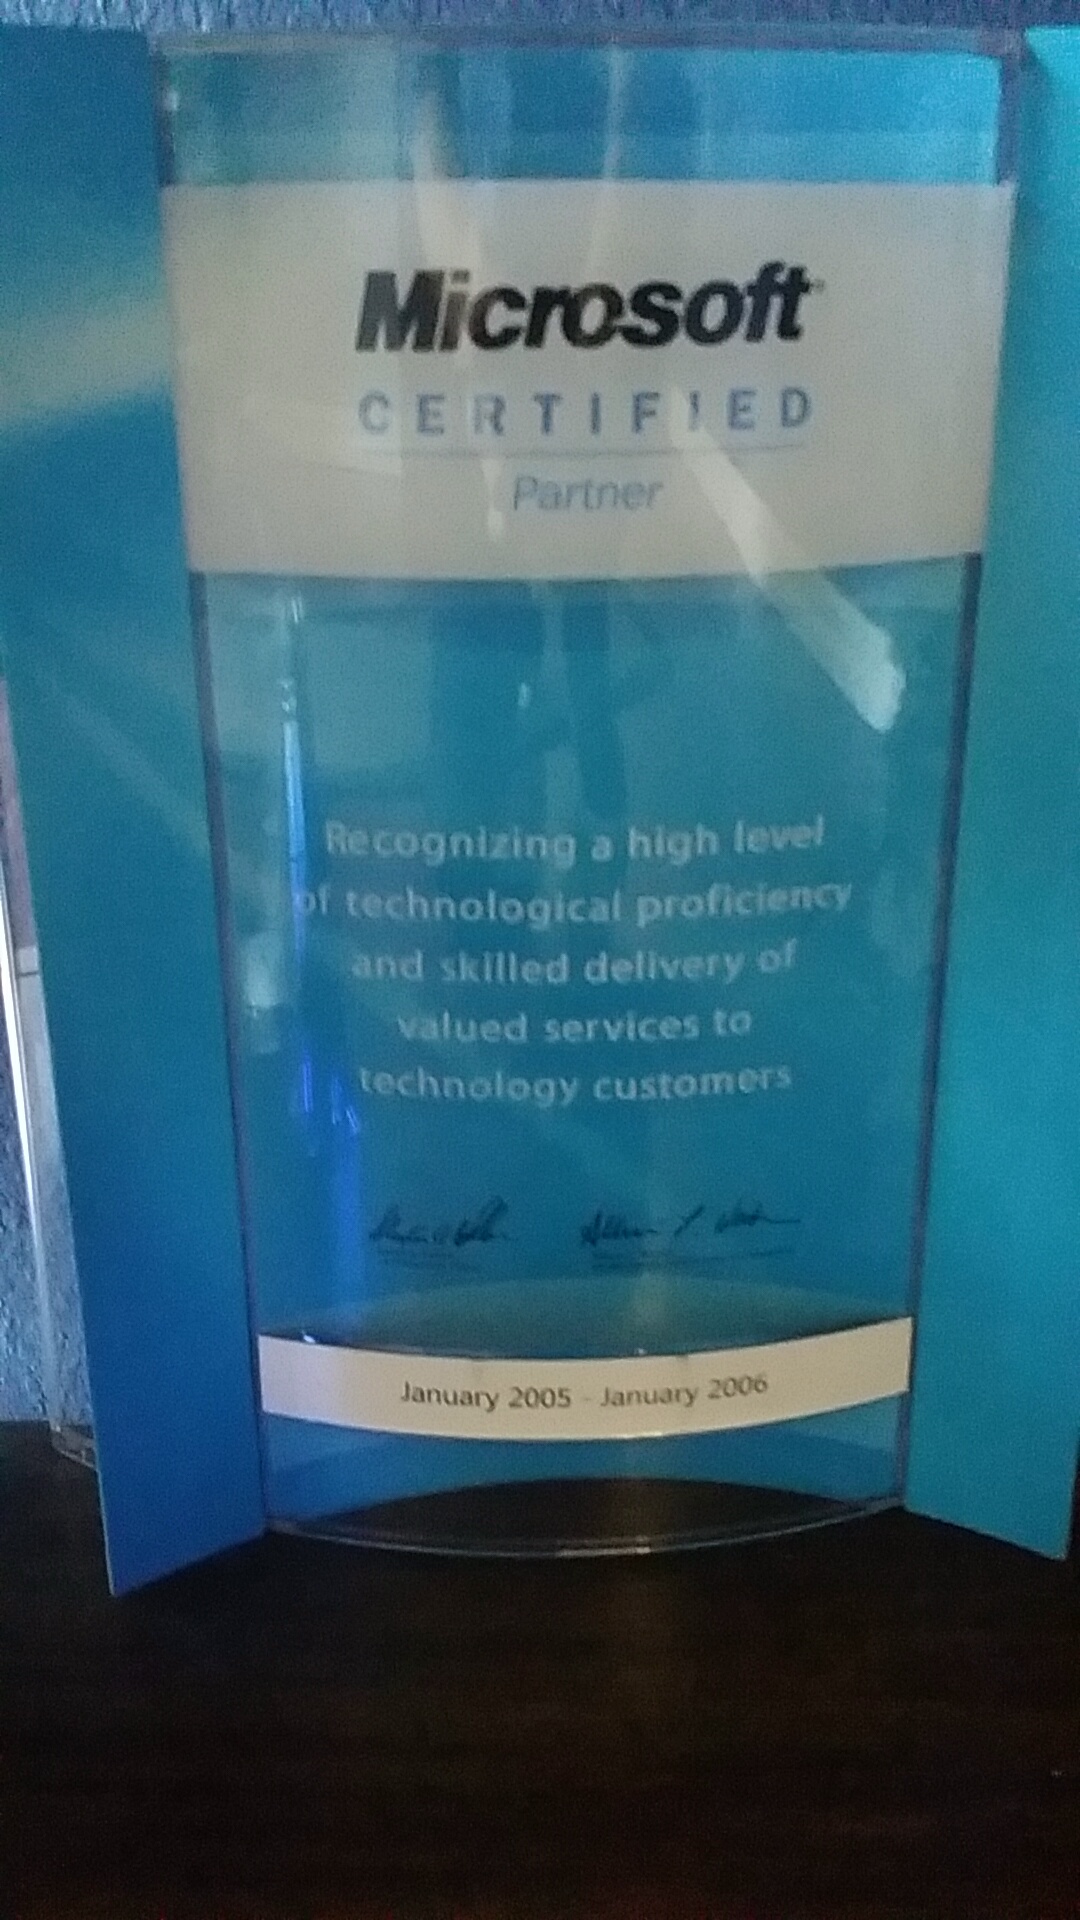 Microsoft
CERTIFIED
Partner
Recognizing a high level
of technological proficiency
and skilled delivery of
valued services to
technology customers
January 2005 - January 2006